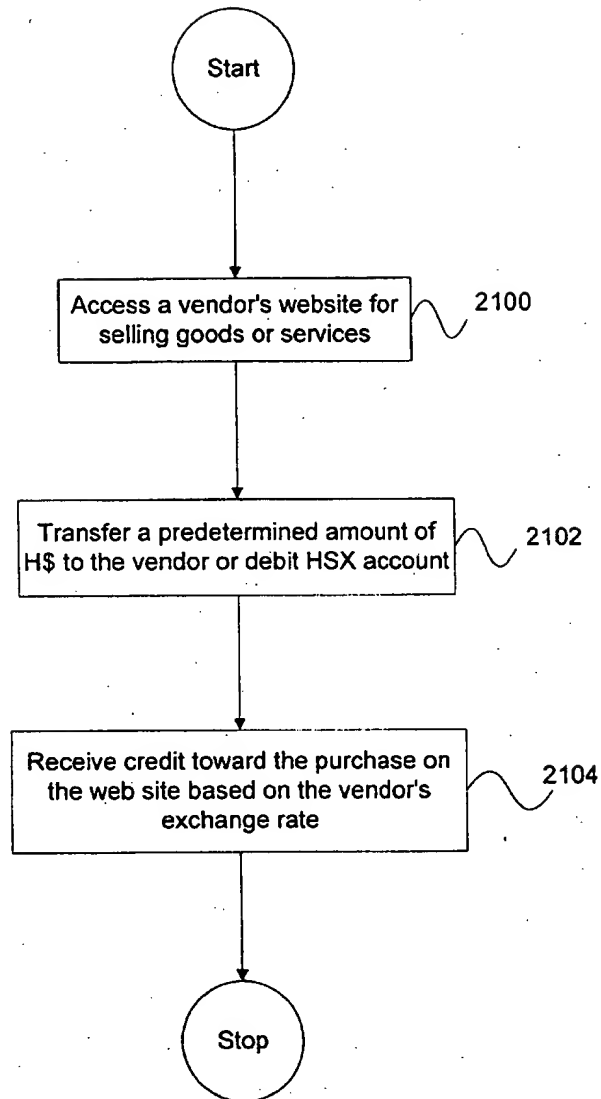 Start
Access a vendor's website for
selling goods or services
2100
Transfer a predetermined amount of
H$ to the vendor or debit HSX account
2102
Receive credit toward the purchase on
the web site based on the vendor's
exchange rate
2104
Stop